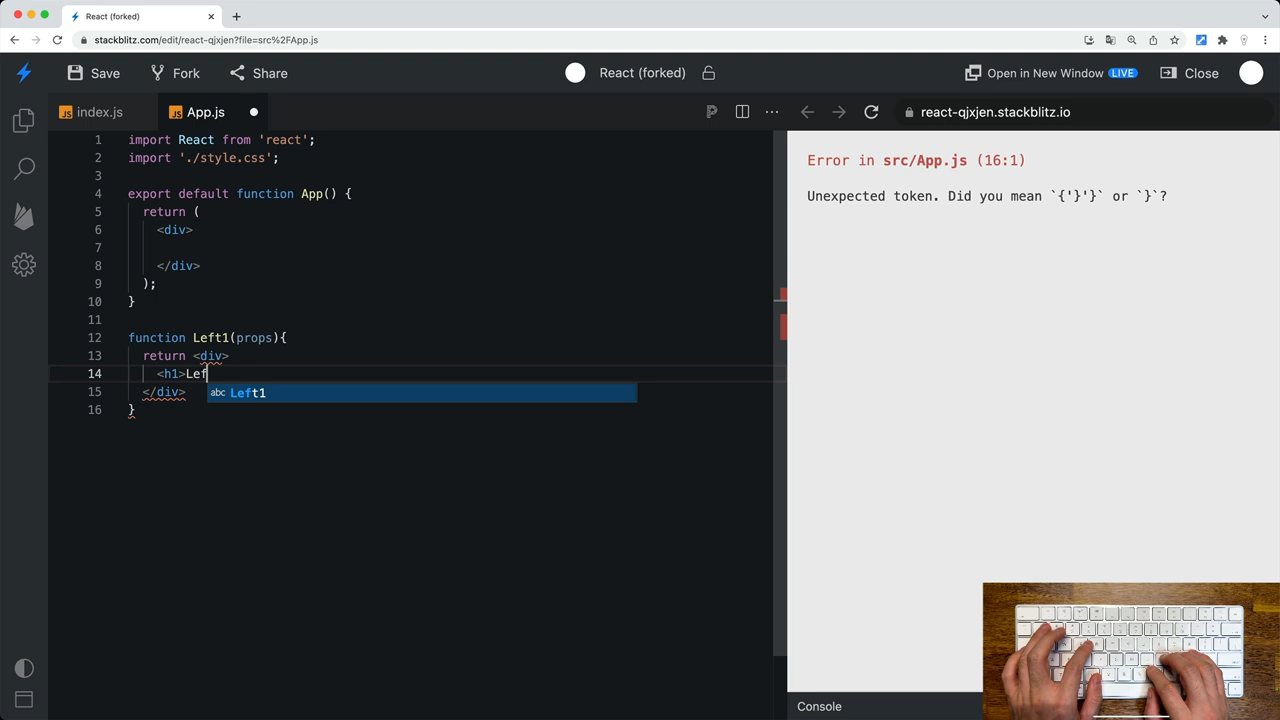 React (forked)
stackblitz.com/edit/react-qjxjen?file=src%2FApp.js
Save
Fork
Share
React (forked)
Open in New Window LIVE
Close
JS index.js
JS App.js
react-qjxjen.stackblitz.io
1 import React from 'react';
2 import './style.css';
3
4 export default function App() {
5 return (
6 <div>
7
8 </div>
9 );
10 }
11
12 function Left1(props){
13 return <div>
14 <h1>Lef
abc Left1
15 </div>
16 }
Error in src/App.js (16:1)
Unexpected token. Did you mean `{'}'}` or `&rbrace;`?
Console